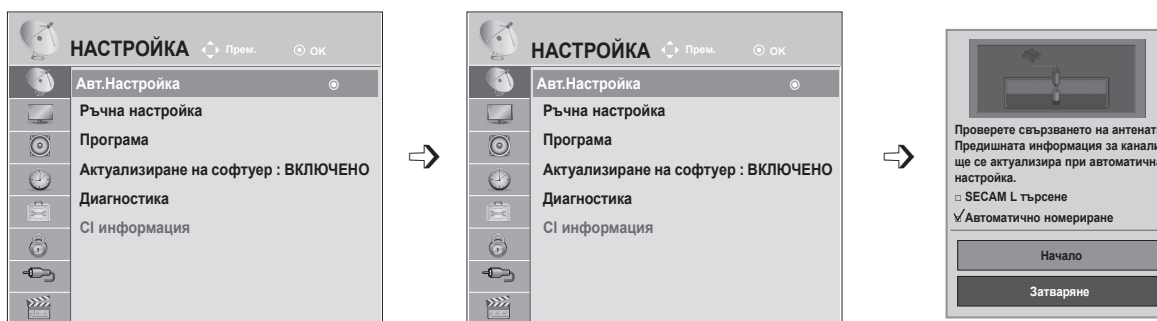 НАСТРОЙКА Прем. OK
Авт.Настройка
Ръчна настройка
Програма
Актуализиране на софтуер : ВКЛЮЧЕНО
Диагностика
CI информация
НАСТРОЙКА Прем. OK
Авт.Настройка
Ръчна настройка
Програма
Актуализиране на софтуер : ВКЛЮЧЕНО
Диагностика
CI информация
Проверете свързването на антенат
Предишната информация за канали
ще се актуализира при автоматичн
настройка.
SECAM L търсене
Автоматично номериране
Начало
Затваряне